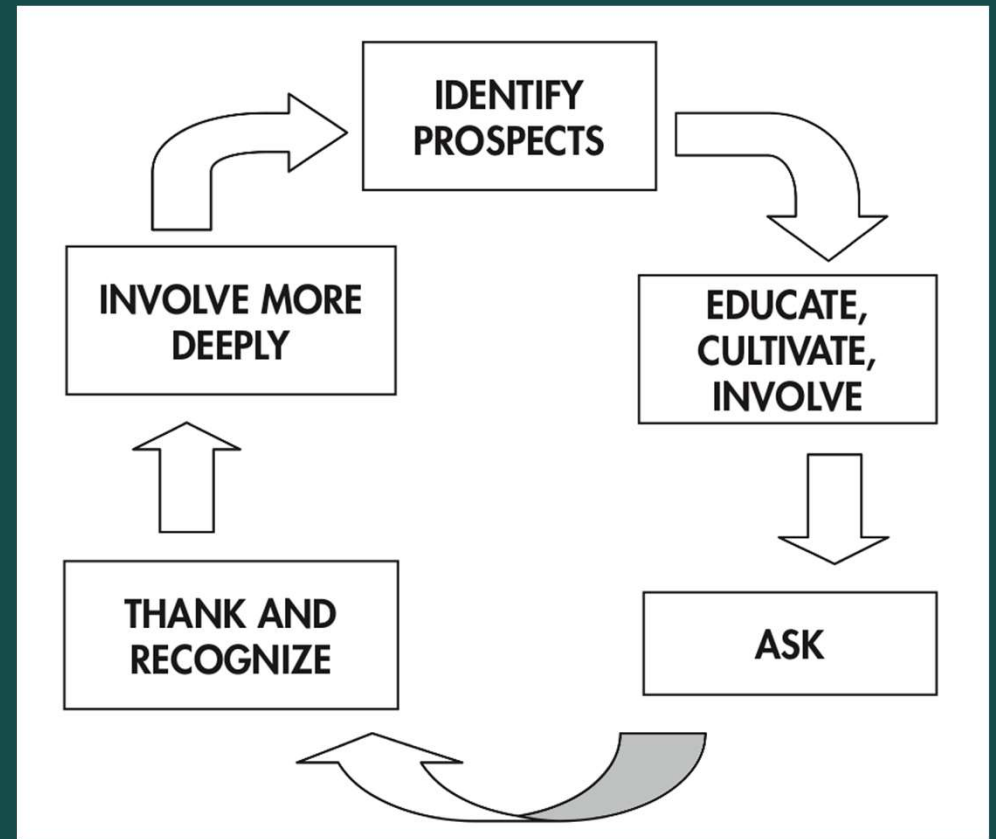 IDENTIFY
PROSPECTS
EDUCATE,
CULTIVATE,
INVOLVE
ASK
THANK AND
RECOGNIZE
INVOLVE MORE
DEEPLY